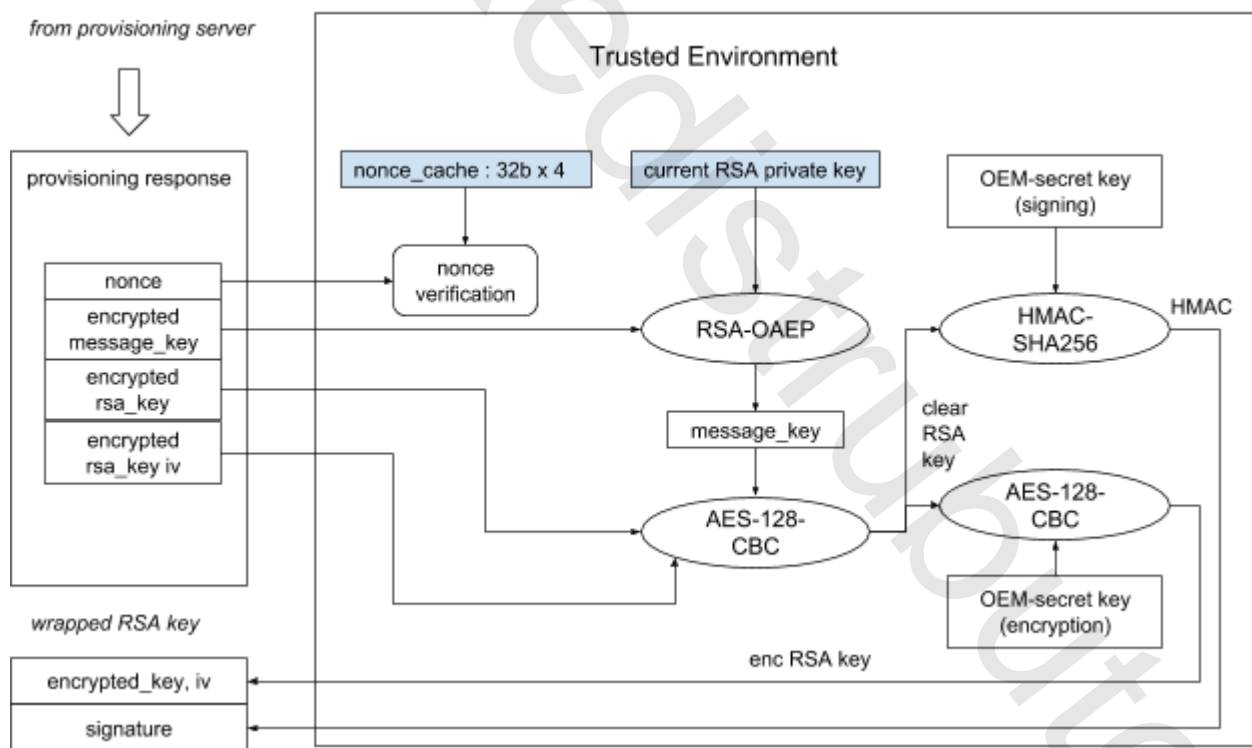 from provisioning server
Trusted Environment
provisioning response
nonce_cache : 32b x 4
current RSA private key
OEM-secret key
(signing)
nonce
nonce
verification
encrypted
message_key
RSA-OAEP
HMAC-
SHA256
HMAC
encrypted
rsa_key
message_key
clear
RSA
key
encrypted
rsa_key iv
AES-128-
CBC
AES-128-
CBC
OEM-secret key
(encryption)
wrapped RSA key
enc RSA key
encrypted_key, iv
signature